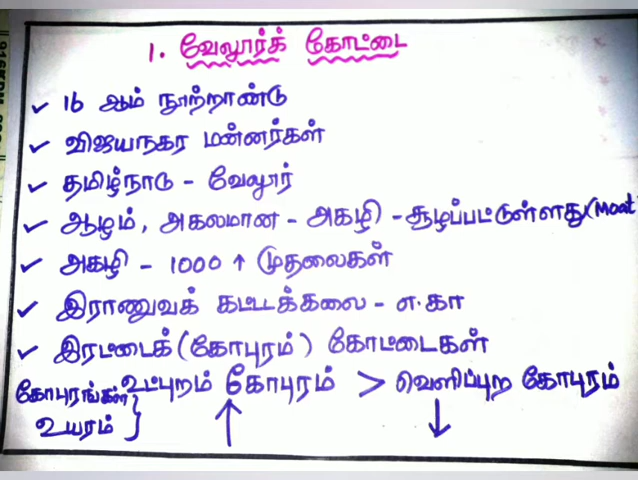 1. வேலூர்க் கோட்டை
✓ 16 ஆம் நூற்றாண்டு
✓ விஜயநகர மன்னர்கள்
✓ தமிழ்நாடு - வேலூர்
✓ ஆழம், அகலமான - அகழி - சூழப்பட்டுள்ளது (Moat
✓ அகழி - 1000 ↑ முதலைகள்
✓ இராணுவக் கட்டக்கலை - எ.கா
✓ இரட்டைக் (கோபுரம்) கோட்டைகள்
கோபுரங்கள் உயரம் } உட்புறம் கோபுரம் > வெளிப்புற கோபுரம்
↑ ↓